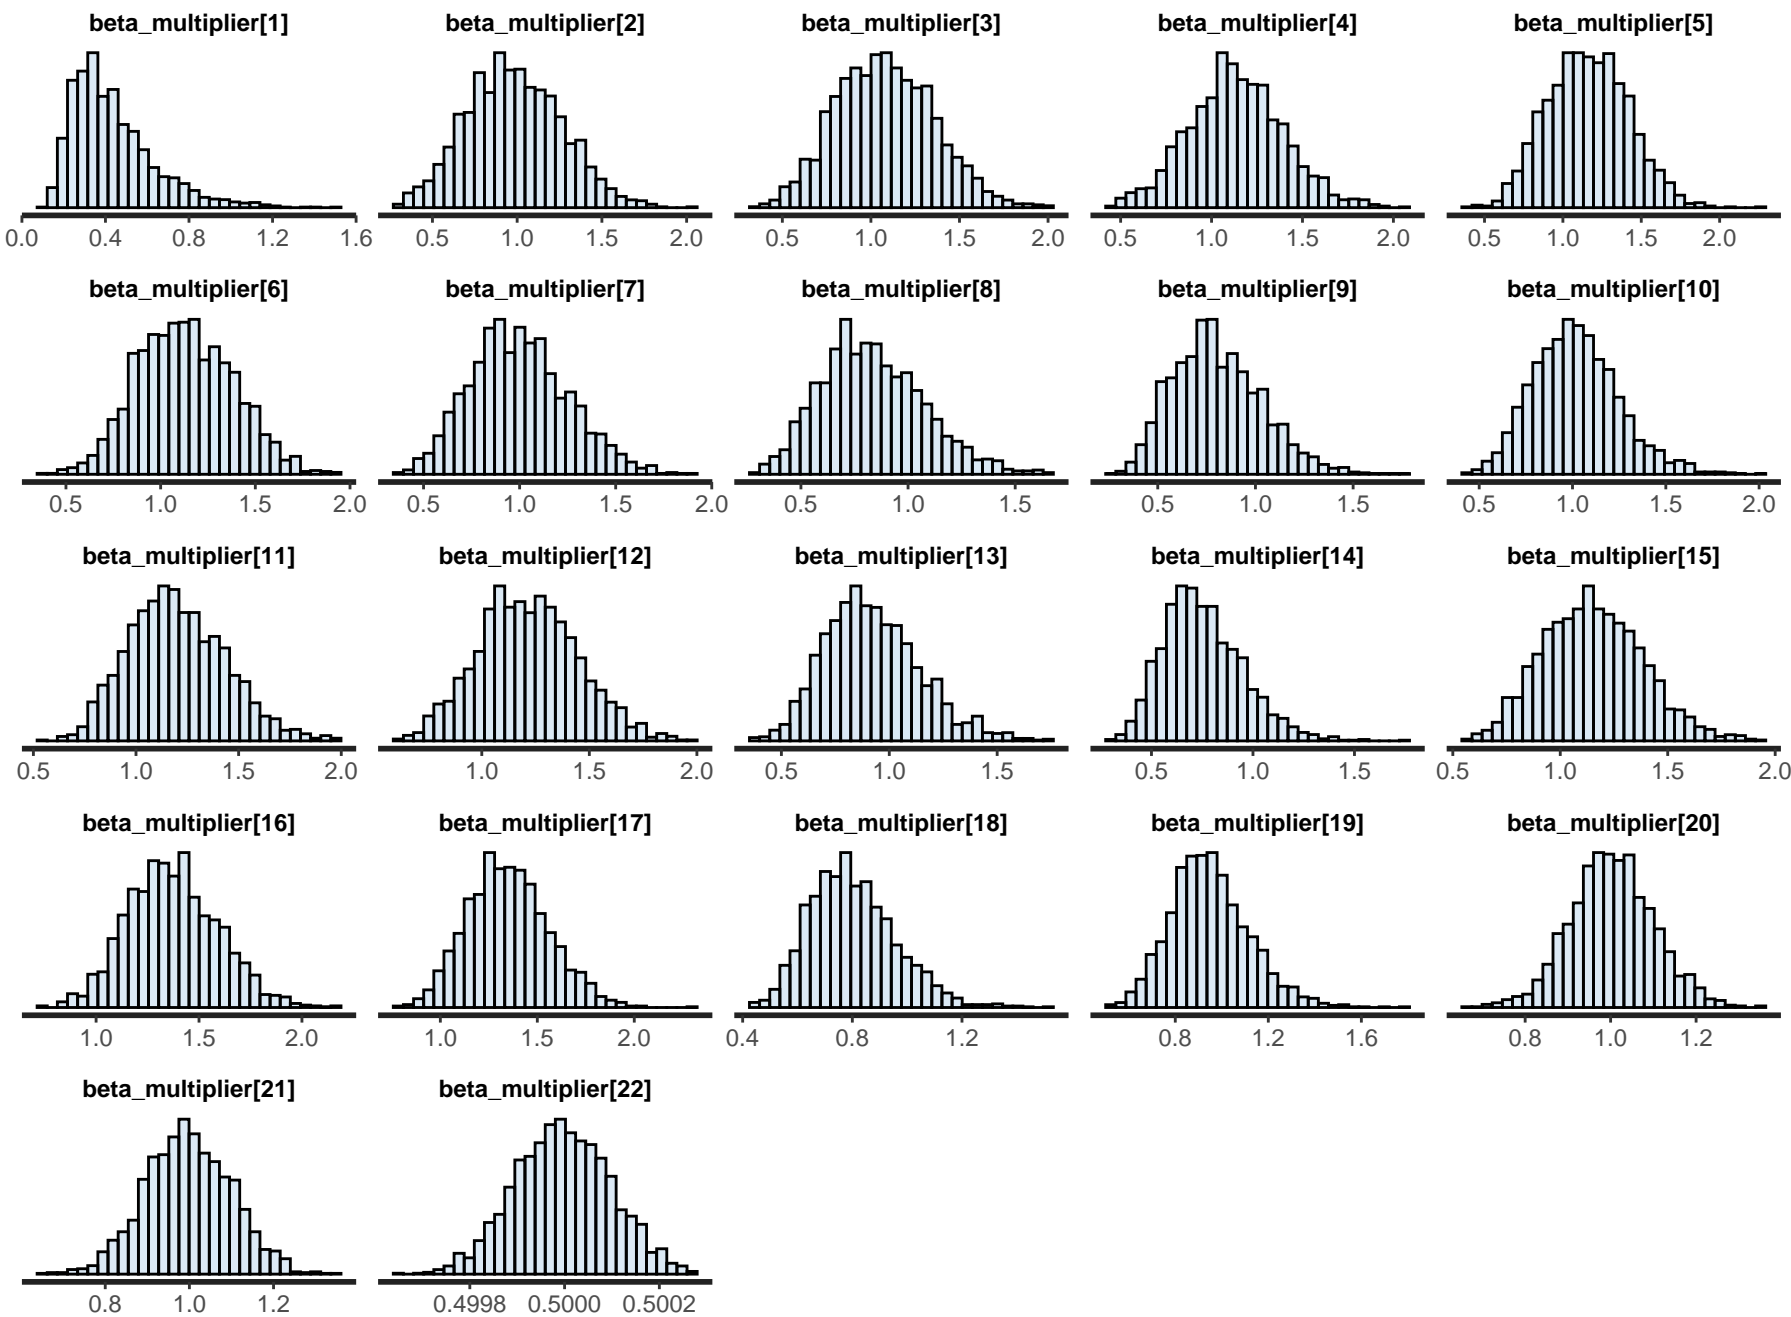 beta_multiplier[1] beta_multiplier[2] beta_multiplier[3] beta_multiplier[4] beta_multiplier[5]
0.0 0.4 0.8 1.2 1.6 0.5 1.0 1.5 2.0 0.5 1.0 1.5 2.0 0.5 1.0 1.5 2.0 0.5 1.0 1.5 2.0
beta_multiplier[6] beta_multiplier[7] beta_multiplier[8] beta_multiplier[9] beta_multiplier[10]
0.5 1.0 1.5 2.0 0.5 1.0 1.5 2.0 0.5 1.0 1.5 0.5 1.0 1.5 0.5 1.0 1.5 2.0
beta_multiplier[11] beta_multiplier[12] beta_multiplier[13] beta_multiplier[14] beta_multiplier[15]
0.5 1.0 1.5 2.0 1.0 1.5 2.0 0.5 1.0 1.5 0.5 1.0 1.5 0.5 1.0 1.5 2.0
beta_multiplier[16] beta_multiplier[17] beta_multiplier[18] beta_multiplier[19] beta_multiplier[20]
1.0 1.5 2.0 1.0 1.5 2.0 0.4 0.8 1.2 0.8 1.2 1.6 0.8 1.0 1.2
beta_multiplier[21] beta_multiplier[22]
0.8 1.0 1.2 0.4998 0.5000 0.5002